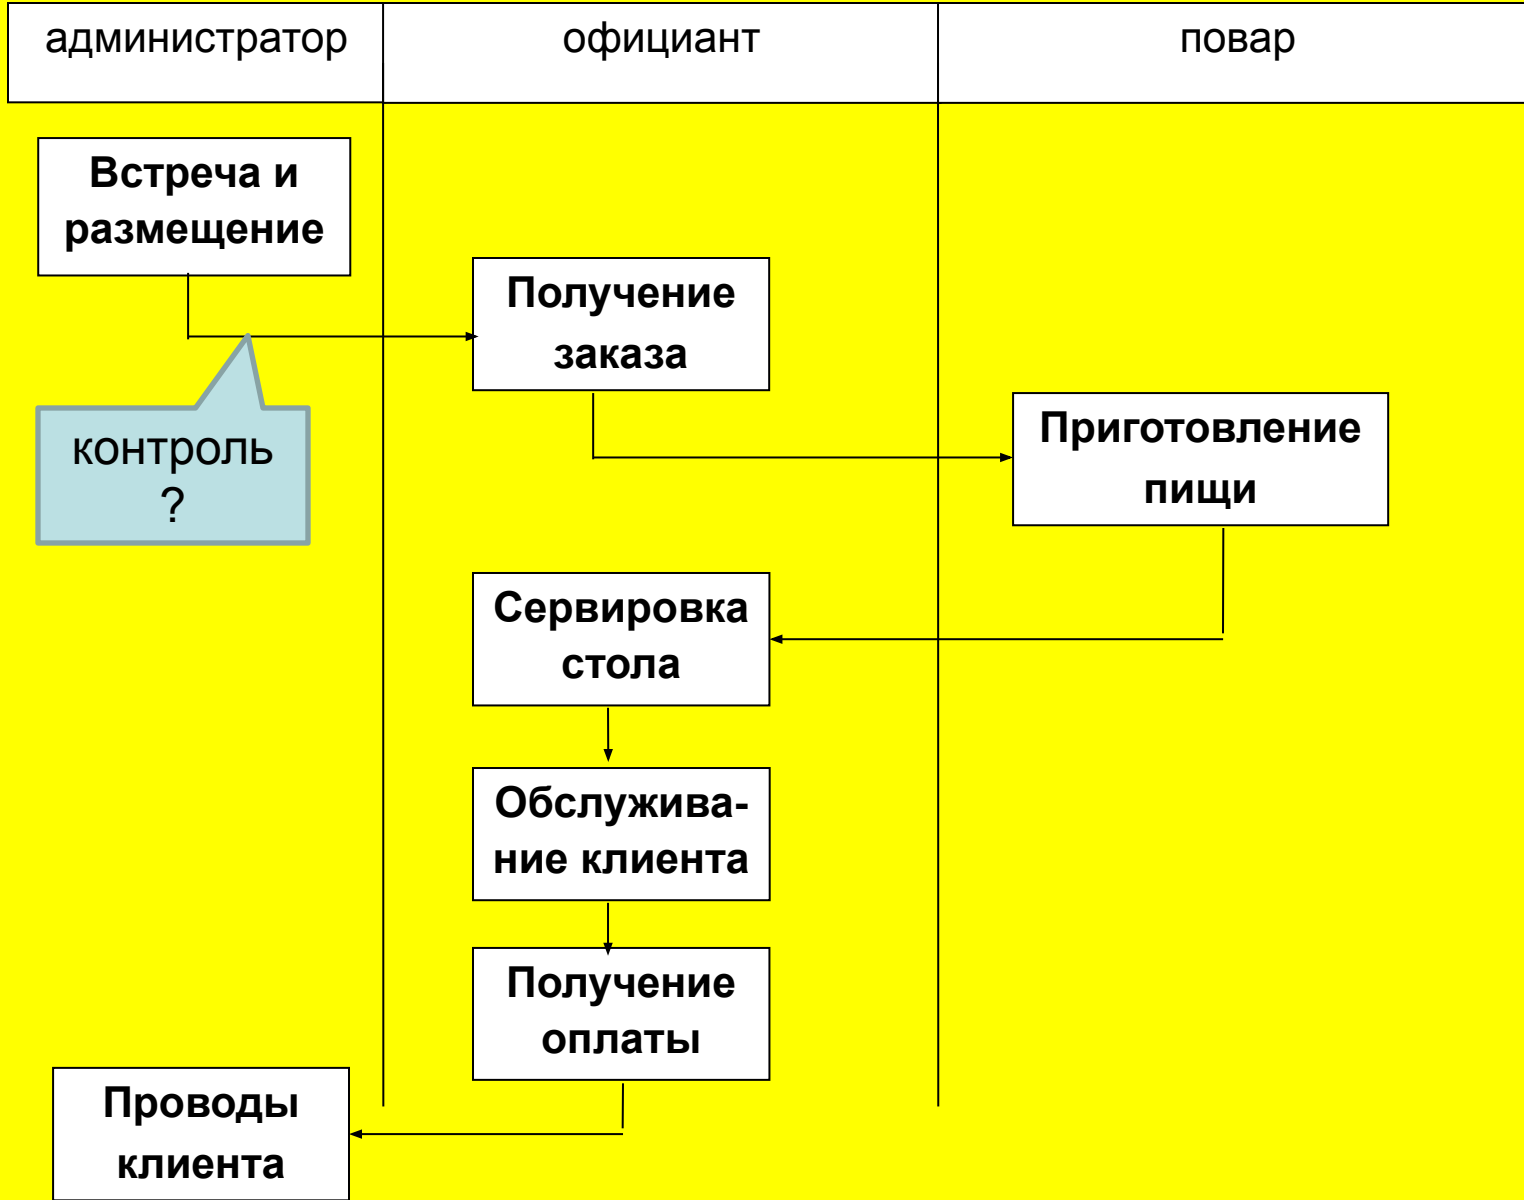 администратор
официант
повар
Встреча и
размещение
Получение
заказа
контроль
?
Приготовление
пищи
Сервировка
стола
Обслужива-
ние клиента
Получение
оплаты
Проводы
клиента